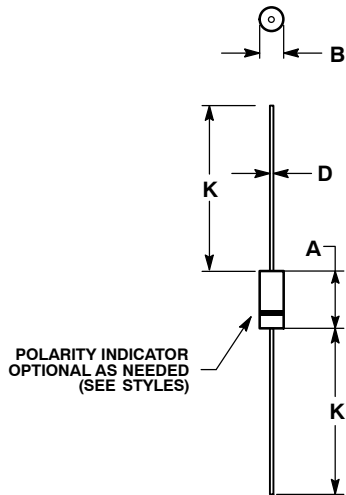 B
K
D
A
POLARITY INDICATOR
OPTIONAL AS NEEDED
(SEE STYLES)
K